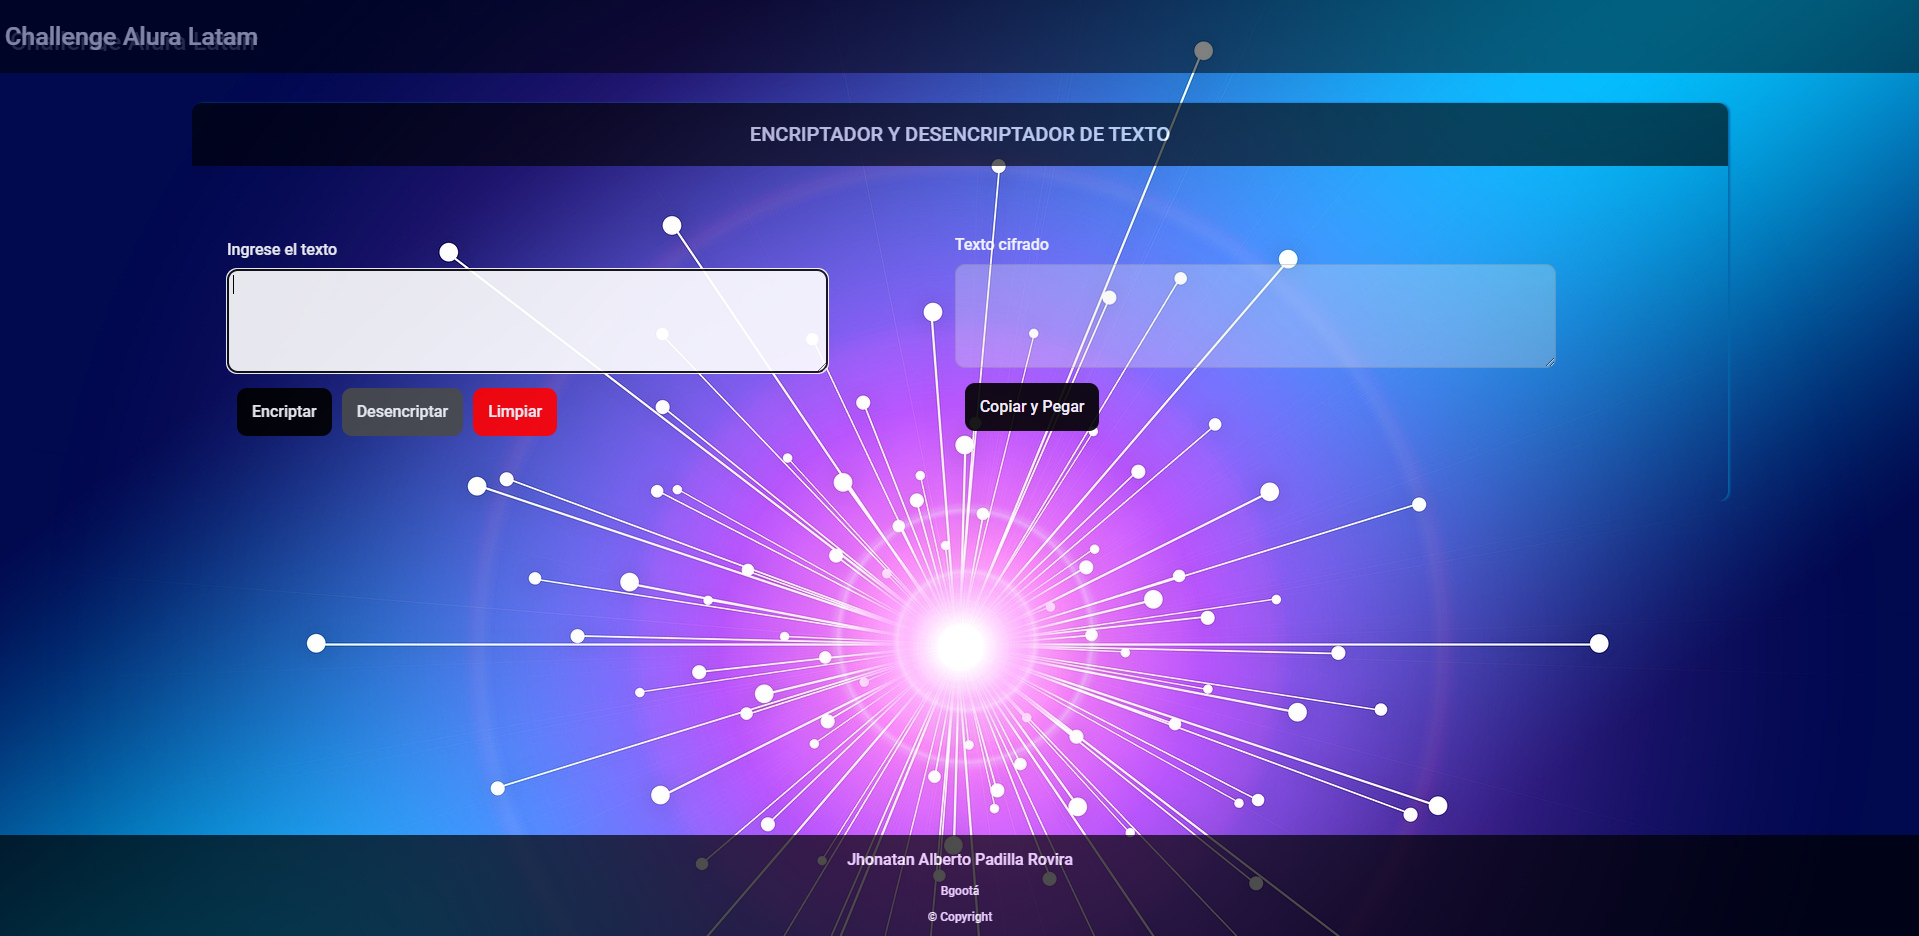 Challenge Alura Latam
ENCRIPTADOR Y DESENCRIPTADOR DE TEXTO
Ingrese el texto
Texto cifrado
Encriptar
Desencriptar
Limpiar
Copiar y Pegar
Jhonatan Alberto Padilla Rovira
Bgootá
© Copyright